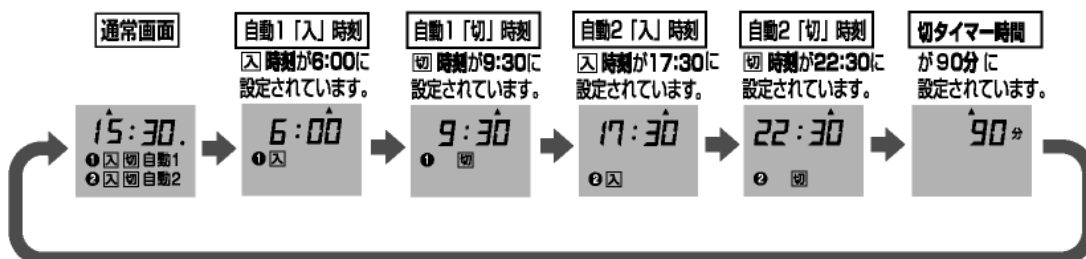 通常画面
自動1「入」時刻
入 時刻が6:00に
設定されています。
自動1「切」時刻
切 時刻が9:30に
設定されています。
自動2「入」時刻
入 時刻が17:30に
設定されています。
自動2「切」時刻
切 時刻が22:30に
設定されています。
切タイマー時間
が90分に
設定されています。
15:30.
❶ 入 切 自動1
❷ 入 切 自動2
6:00
❶ 入
9:30
❶ 切
17:30
❷ 入
22:30
❷ 切
90分